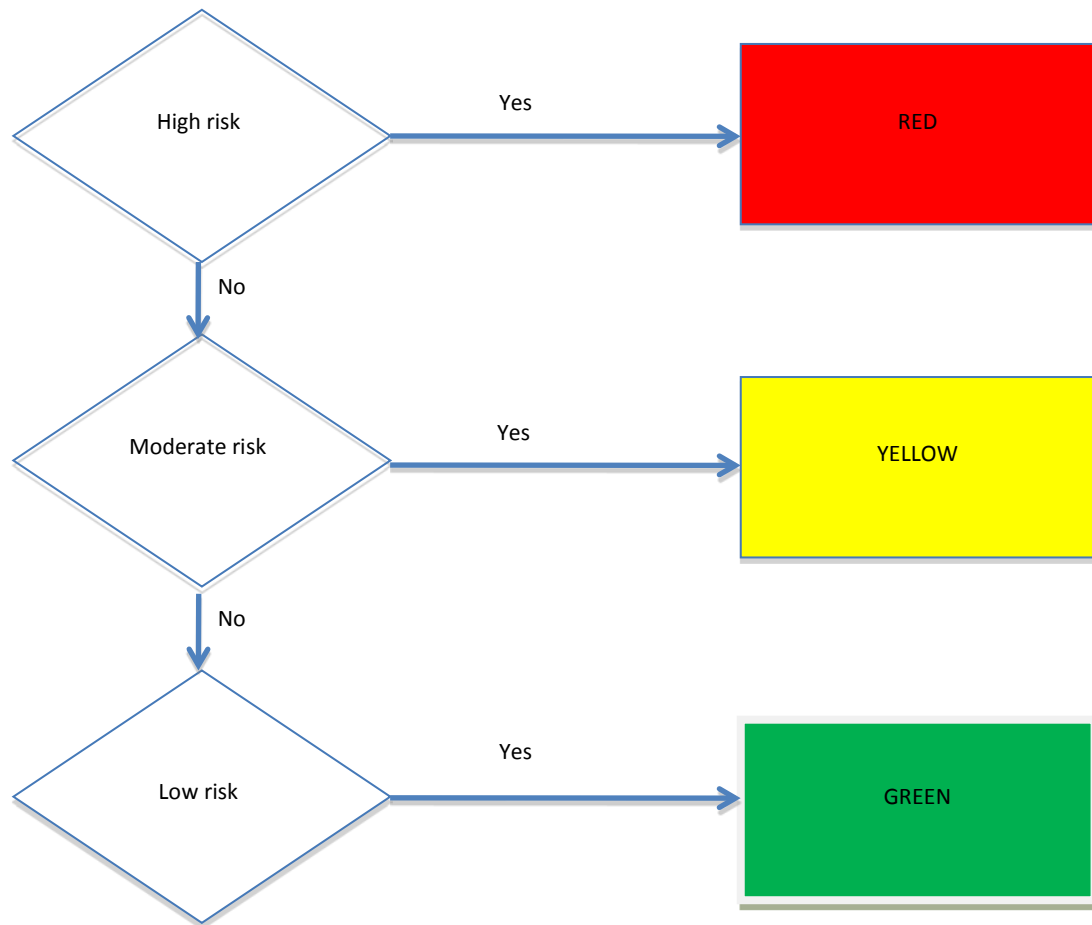 High risk
Yes
RED
No
Moderate risk
Yes
YELLOW
No
Low risk
Yes
GREEN